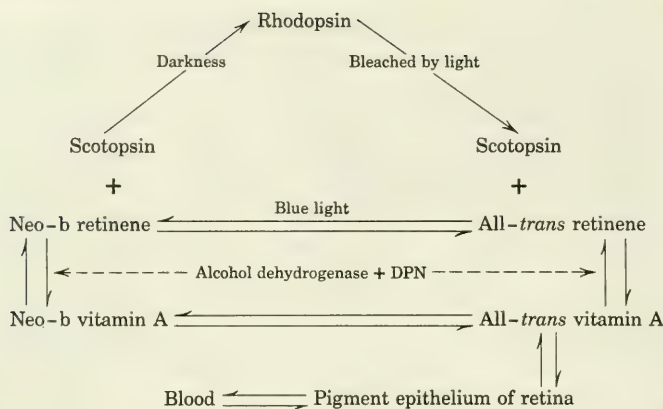 Rhodopsin
Darkness
Bleached by light
Scotopsin
Scotopsin
+
+
Neo-b retinene
Blue light
All-trans retinene
Alcohol dehydrogenase + DPN
Neo-b vitamin A
All-trans vitamin A
Blood
Pigment epithelium of retina